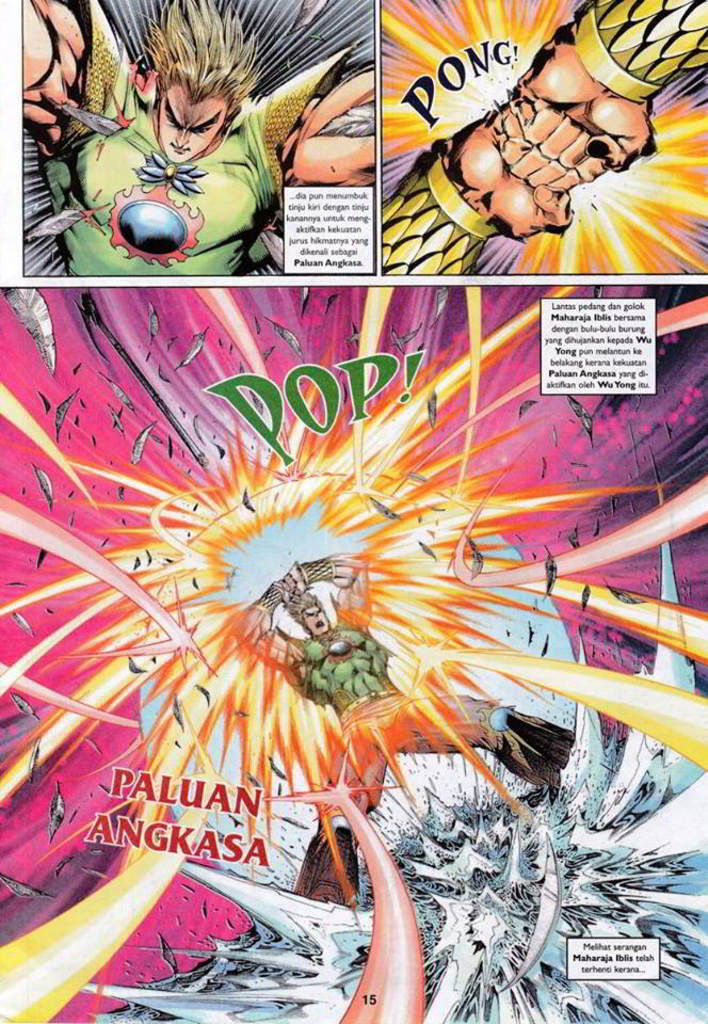 ...dia pun menumbuk
tinju kiri dengan tinju
kanannya untuk meng-
aktifkan kekuatan
jurus hikmatnya yang
dikenali sebagai
Paluan Angkasa.
PONG!
Lantas pedang dan golok
Maharaja Iblis bersama
dengan bulu-bulu burung
yang dihujankan kepada Wu
Yong pun melantun ke
belakang kerana kekuatan
Paluan Angkasa yang di-
aktifkan oleh Wu Yong itu.
POP!
PALUAN
ANGKASA
Melihat serangan
Maharaja Iblis telah
terhenti kerana...
15